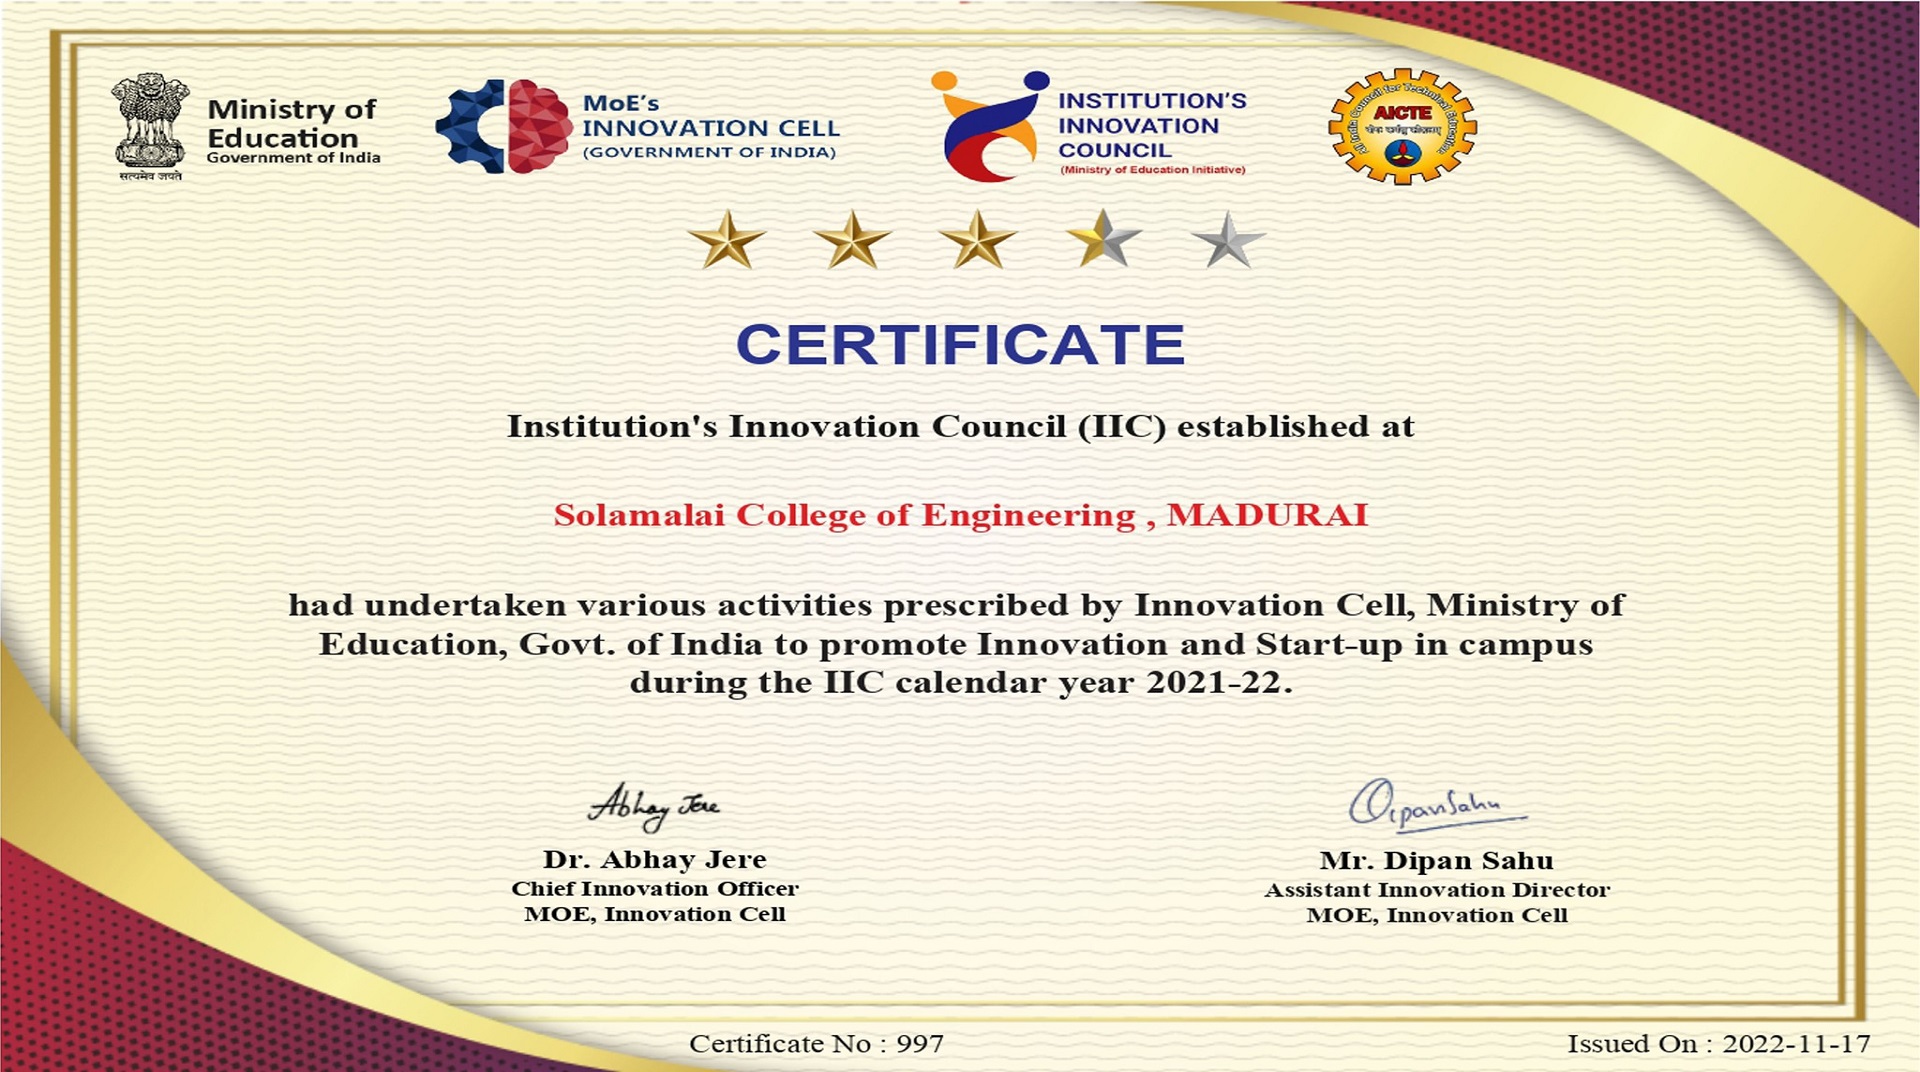 Ministry of
Education
Government of India
सत्यमेव जयते
MoE's
INNOVATION CELL
(GOVERNMENT OF INDIA)
INSTITUTION'S
INNOVATION
COUNCIL
(Ministry of Education Initiative)
All India Council for Technical Education
AICTE
CERTIFICATE
Institution's Innovation Council (IIC) established at
Solamalai College of Engineering , MADURAI
had undertaken various activities prescribed by Innovation Cell, Ministry of
Education, Govt. of India to promote Innovation and Start-up in campus
during the IIC calendar year 2021-22.
Abhay Jere
DipanSahu
Dr. Abhay Jere
Chief Innovation Officer
MOE, Innovation Cell
Mr. Dipan Sahu
Assistant Innovation Director
MOE, Innovation Cell
Certificate No : 997
Issued On : 2022-11-17